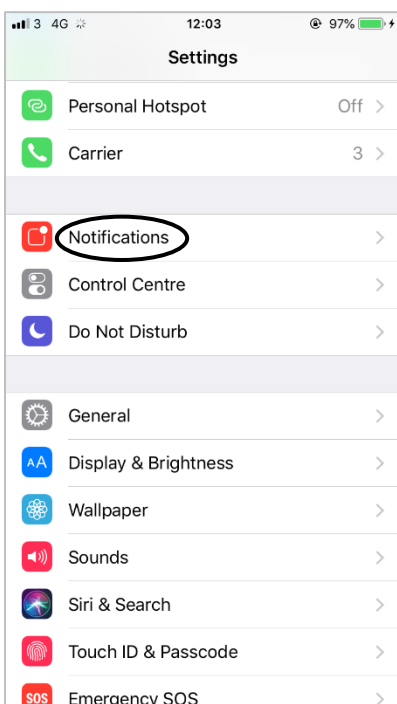 3 4G 12:03 97%
Settings
Personal Hotspot Off
Carrier 3
Notifications
Control Centre
Do Not Disturb
General
AA Display & Brightness
Wallpaper
Sounds
Siri & Search
Touch ID & Passcode
SOS Emergency SOS